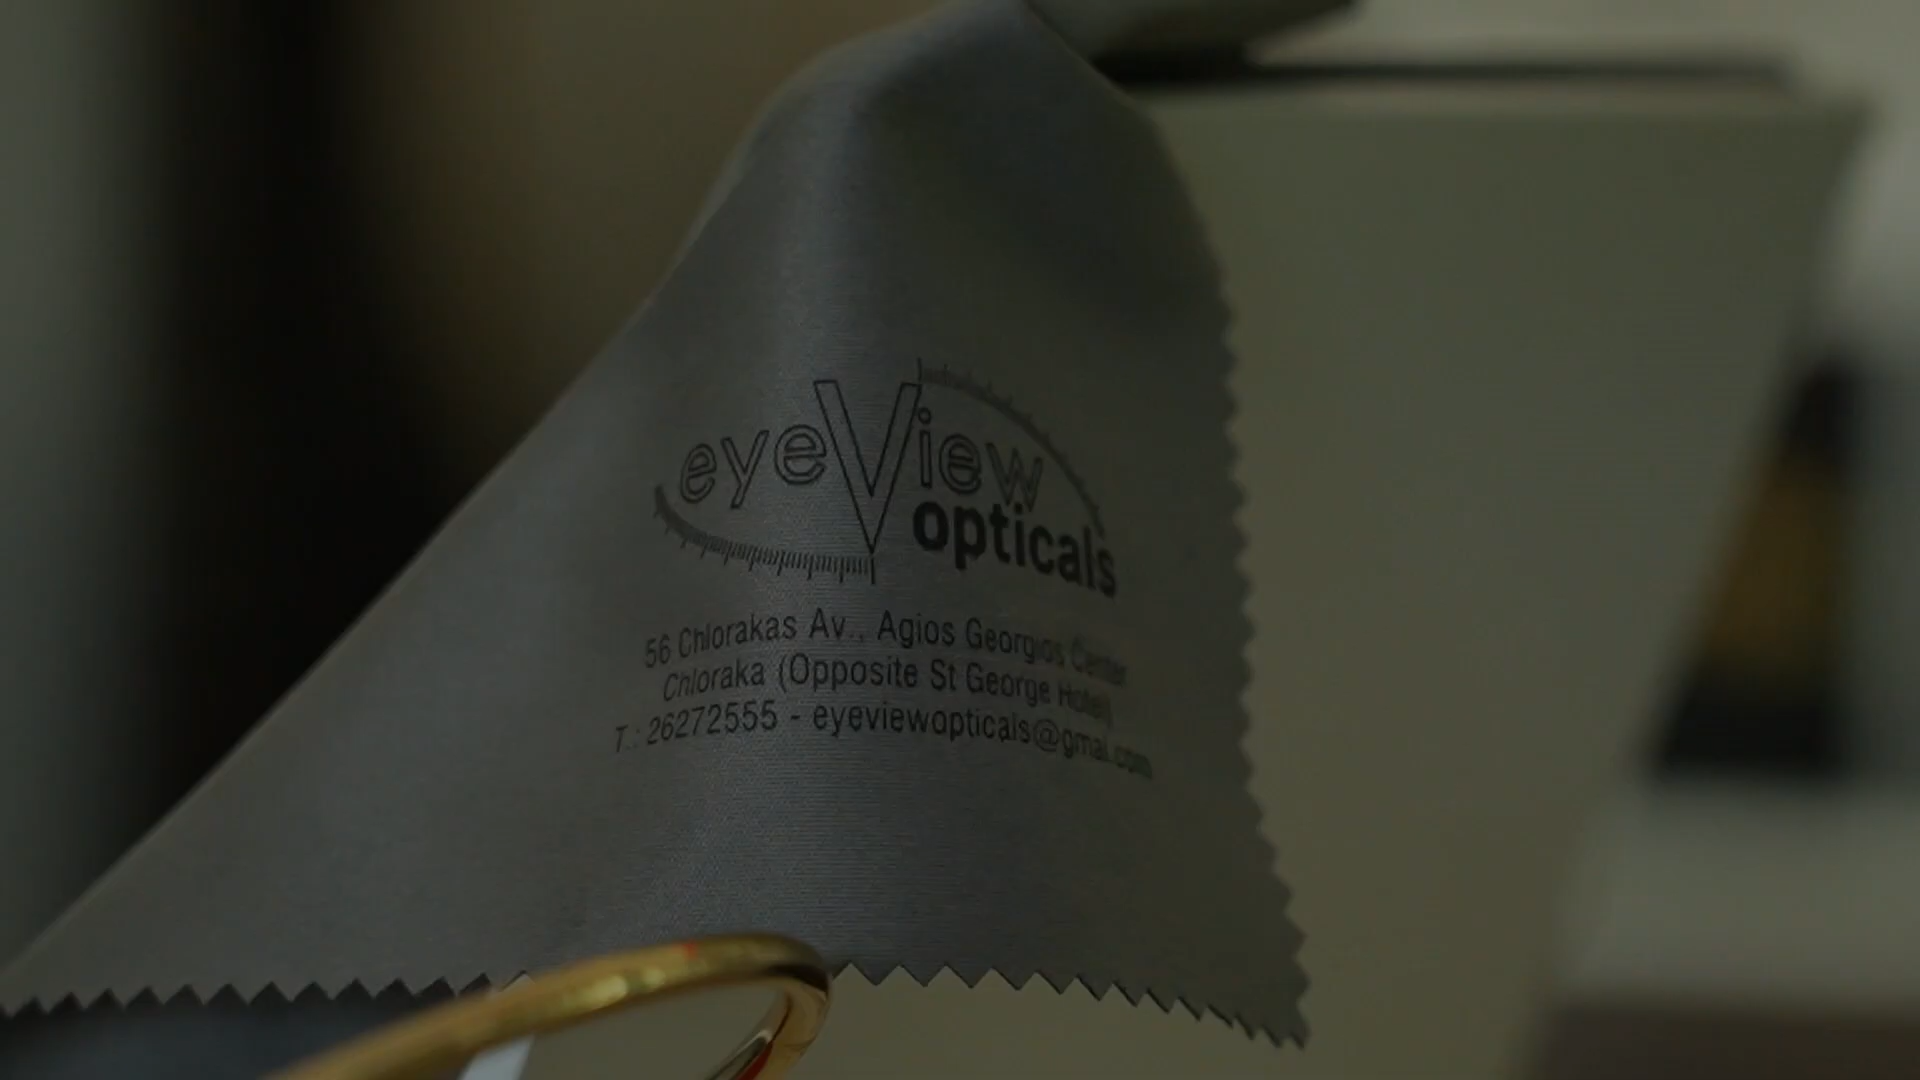 eyeView
opticals
56 Chlorakas Av., Agios Georgios Center
Chloraka (Opposite St George Hotel)
T.: 26272555 - eyeviewopticals@gmail.com